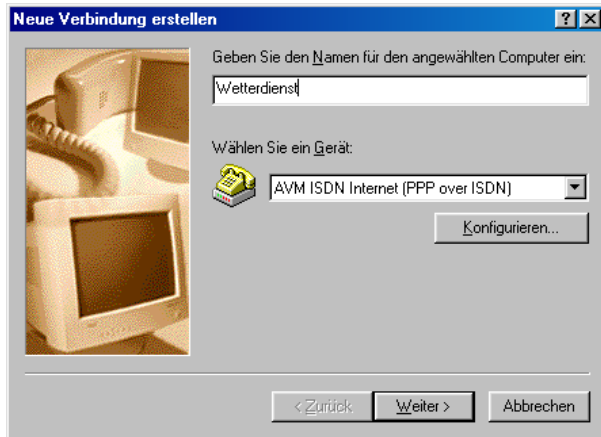 Neue Verbindung erstellen
Geben Sie den Namen für den angewählten Computer ein:
Wetterdienst
Wählen Sie ein Gerät:
AVM ISDN Internet (PPP over ISDN)
Konfigurieren...
< Zurück
Weiter >
Abbrechen